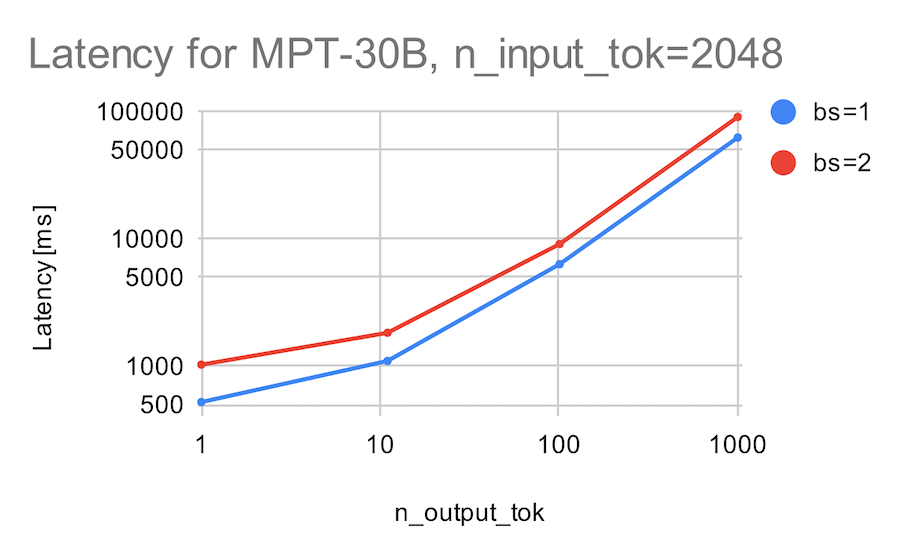 Latency for MPT-30B, n_input_tok=2048
bs=1
bs=2
Latency [ms]
100000
50000
10000
5000
1000
500
1 10 100 1000
n_output_tok